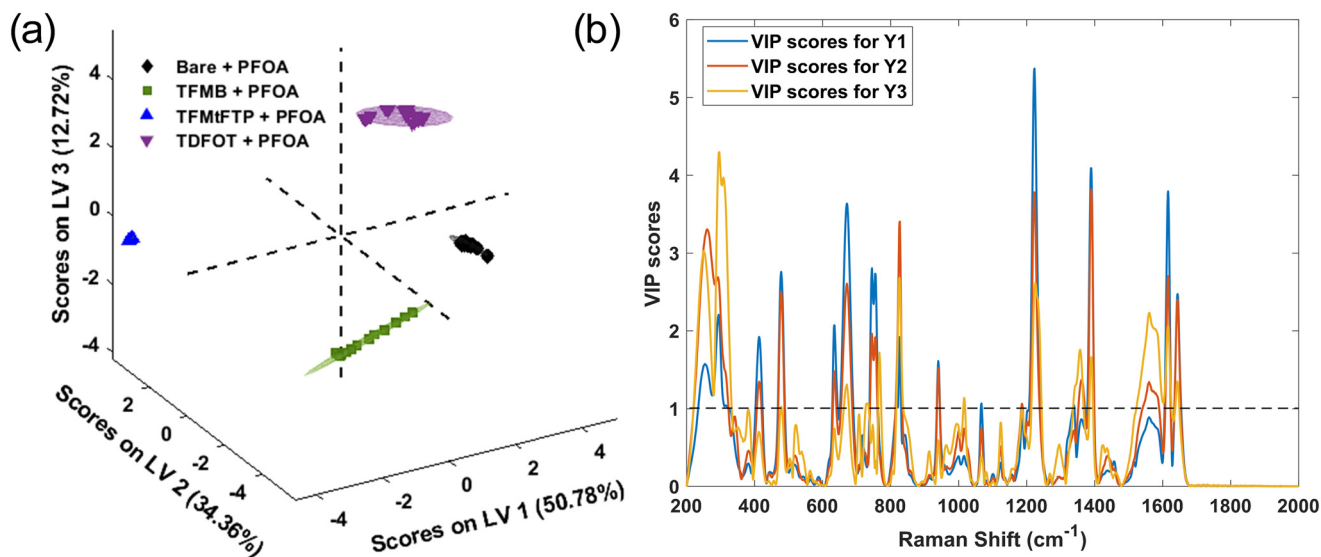 (a)
Bare + PFOA
TFMB + PFOA
TFMtFTP + PFOA
TDFOT + PFOA
Scores on LV 3 (12.72%)
4
2
0
-2
-4
Scores on LV 2 (34.36%)
2
0
-2
-4
Scores on LV 1 (50.78%)
-4
-2
0
2
4
(b)
VIP scores for Y1
VIP scores for Y2
VIP scores for Y3
VIP scores
6
5
4
3
2
1
0
200
400
600
800
1000
1200
1400
1600
1800
2000
Raman Shift (cm⁻¹)